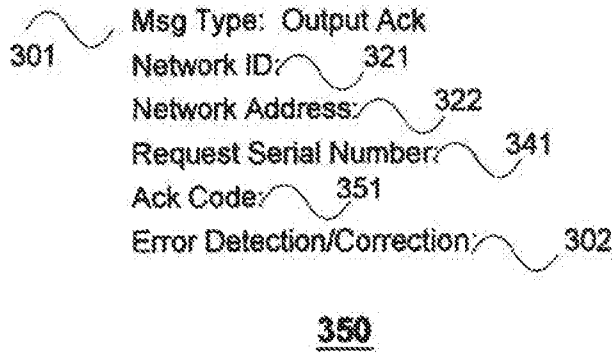 301 Msg Type: Output Ack
Network ID: 321
Network Address: 322
Request Serial Number: 341
Ack Code: 351
Error Detection/Correction: 302
350